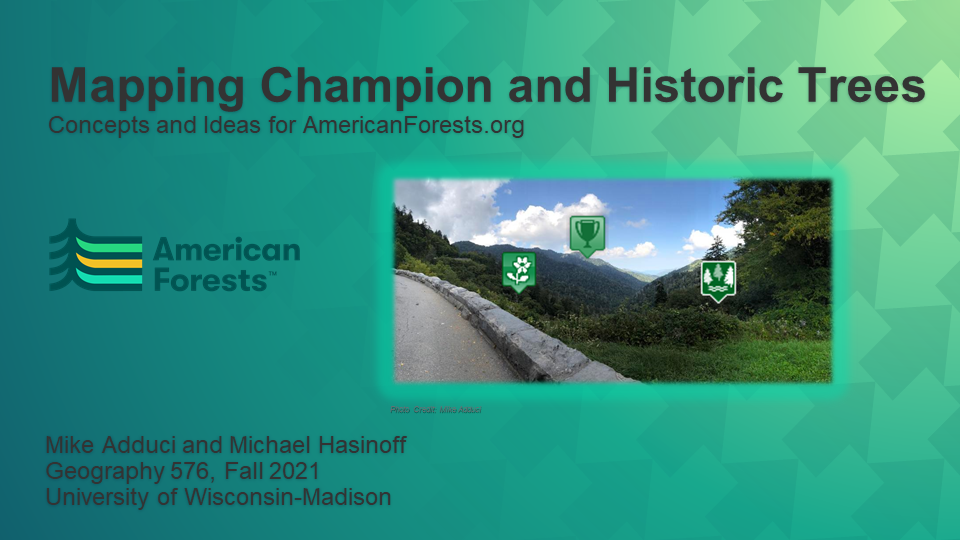 Mapping Champion and Historic Trees
Concepts and Ideas for AmericanForests.org
American
Forests™
Photo Credit: Mike Adduci
Mike Adduci and Michael Hasinoff
Geography 576, Fall 2021
University of Wisconsin-Madison